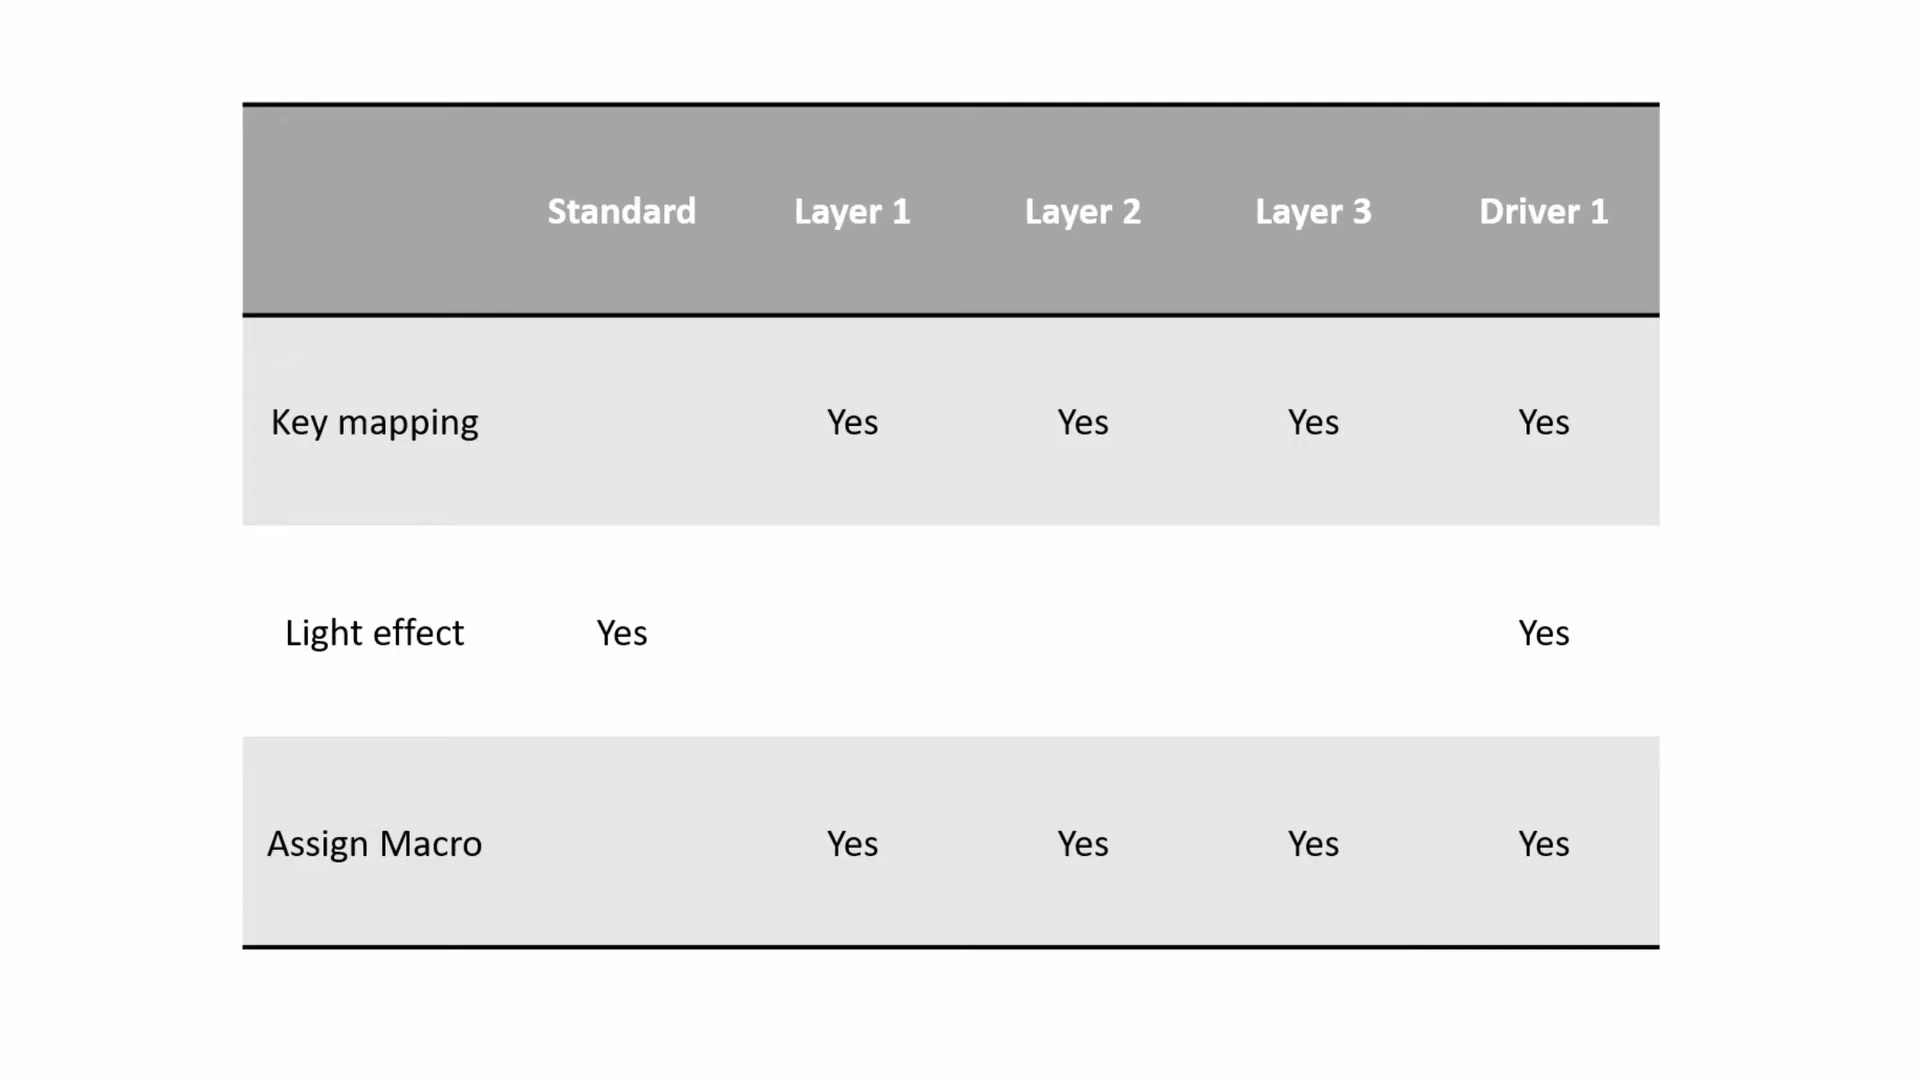 Standard Layer 1 Layer 2 Layer 3 Driver 1
Key mapping Yes Yes Yes Yes
Light effect Yes Yes
Assign Macro Yes Yes Yes Yes